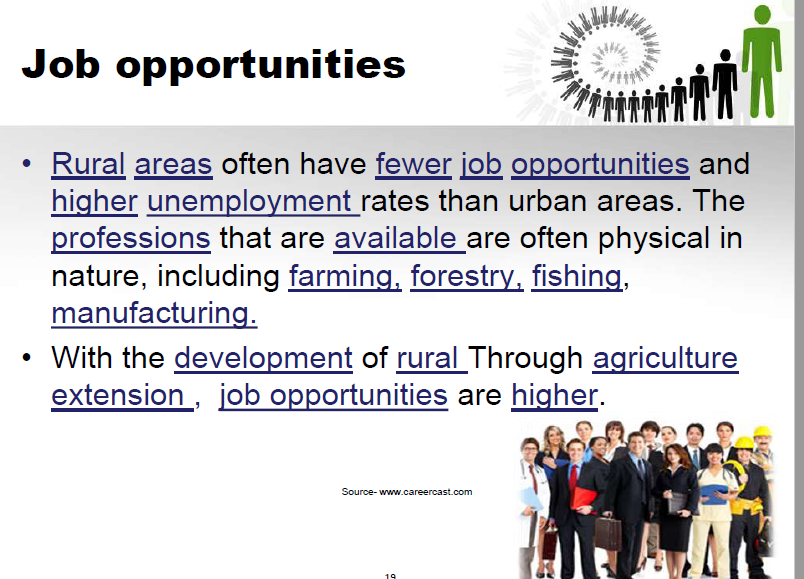 Job opportunities
• Rural areas often have fewer job opportunities and
higher unemployment rates than urban areas. The
professions that are available are often physical in
nature, including farming, forestry, fishing,
manufacturing.
• With the development of rural Through agriculture
extension , job opportunities are higher.
Source- www.careercast.com
19